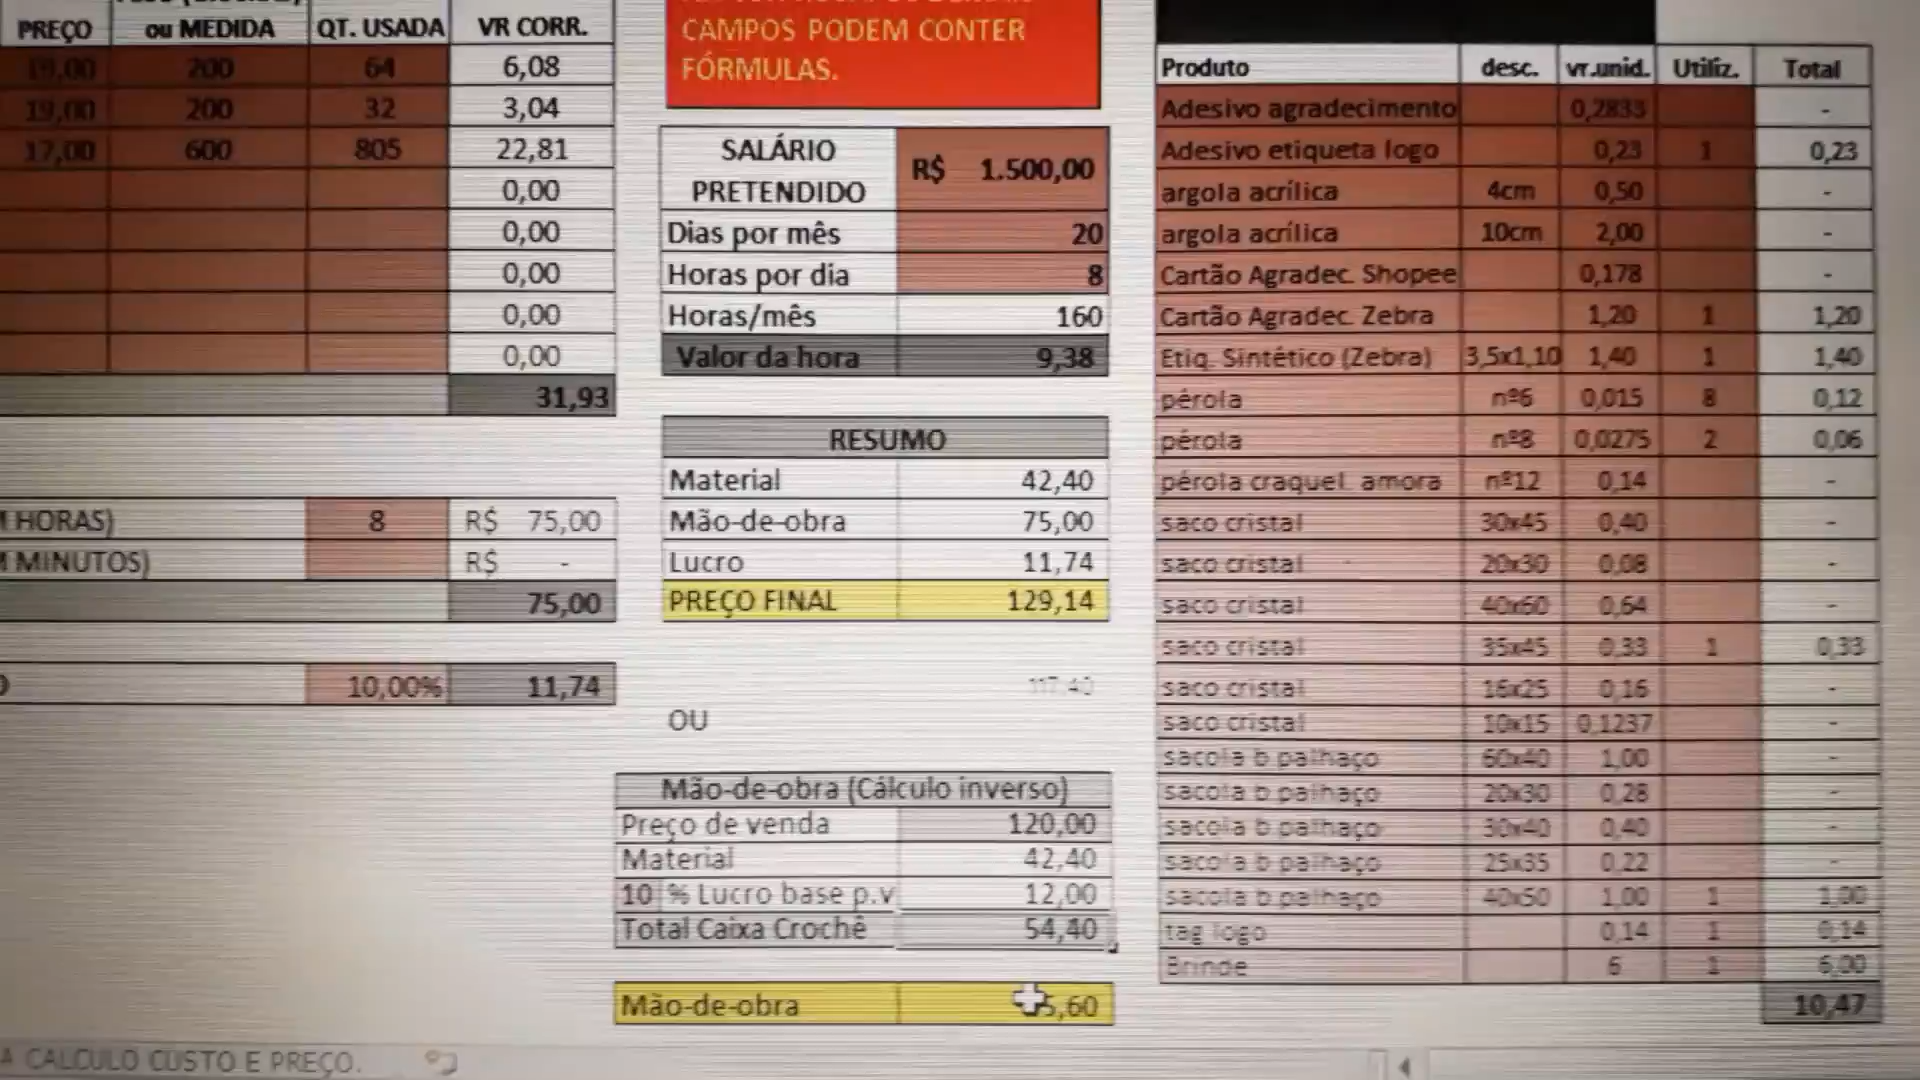 PREÇO ou MEDIDA QT. USADA VR CORR.
19,00 200 64 6,08
19,00 200 32 3,04
17,00 600 805 22,81
0,00
0,00
0,00
0,00
0,00
31,93
HORAS) 8 R$ 75,00
MINUTOS) R$ -
75,00
10,00% 11,74
CAMPOS PODEM CONTER
FÓRMULAS.
SALÁRIO
PRETENDIDO R$ 1.500,00
Dias por mês 20
Horas por dia 8
Horas/mês 160
Valor da hora 9,38
RESUMO
Material 42,40
Mão-de-obra 75,00
Lucro 11,74
PREÇO FINAL 129,14
117,40
OU
Mão-de-obra (Cálculo inverso)
Preço de venda 120,00
Material 42,40
10 % Lucro base p.v
12,00
Total Caixa Crochê 54,40
Mão-de-obra 5,60
Produto desc. vr.unid. Utiliz. Total
Adesivo agradecimento 0,2833 -
Adesivo etiqueta logo 0,23 1 0,23
argola acrílica 4cm 0,50 -
argola acrílica 10cm 2,00 -
Cartão Agradec. Shopee 0,178 -
Cartão Agradec. Zebra 1,20 1 1,20
Etiq. Sintético (Zebra) 3,5x1,10 1,40 1 1,40
pérola nº6 0,015 8 0,12
pérola nº8 0,0275 2 0,06
pérola craquel. amora nº12 0,14 -
saco cristal 30x45 0,40 -
saco cristal 20x30 0,08 -
saco cristal 40x60 0,64 -
saco cristal 35x45 0,33 1 0,33
saco cristal 16x25 0,16 -
saco cristal 10x15 0,1237 -
sacola b palhaço 60x40 1,00 -
sacola b palhaço 20x30 0,28 -
sacola b palhaço 30x40 0,40 -
sacola b palhaço 25x35 0,22 -
sacola b palhaço 40x50 1,00 1 1,00
tag logo 0,14 1 0,14
Brinde 6 1 6,00
10,47
A CALCULO CUSTO E PREÇO.